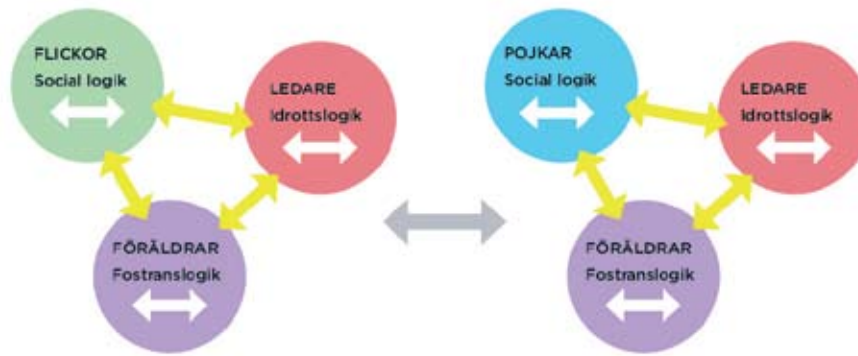 FLICKOR
Social logik
LEDARE
Idrottslogik
FÖRÄLDRAR
Fostranslogik
POJKAR
Social logik
LEDARE
Idrottslogik
FÖRÄLDRAR
Fostranslogik